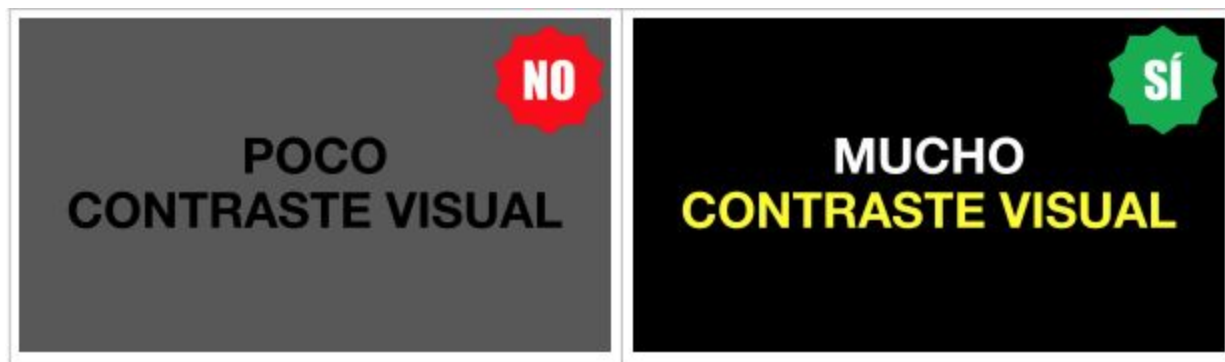 NO
POCO
CONTRASTE VISUAL
SÍ
MUCHO
CONTRASTE VISUAL